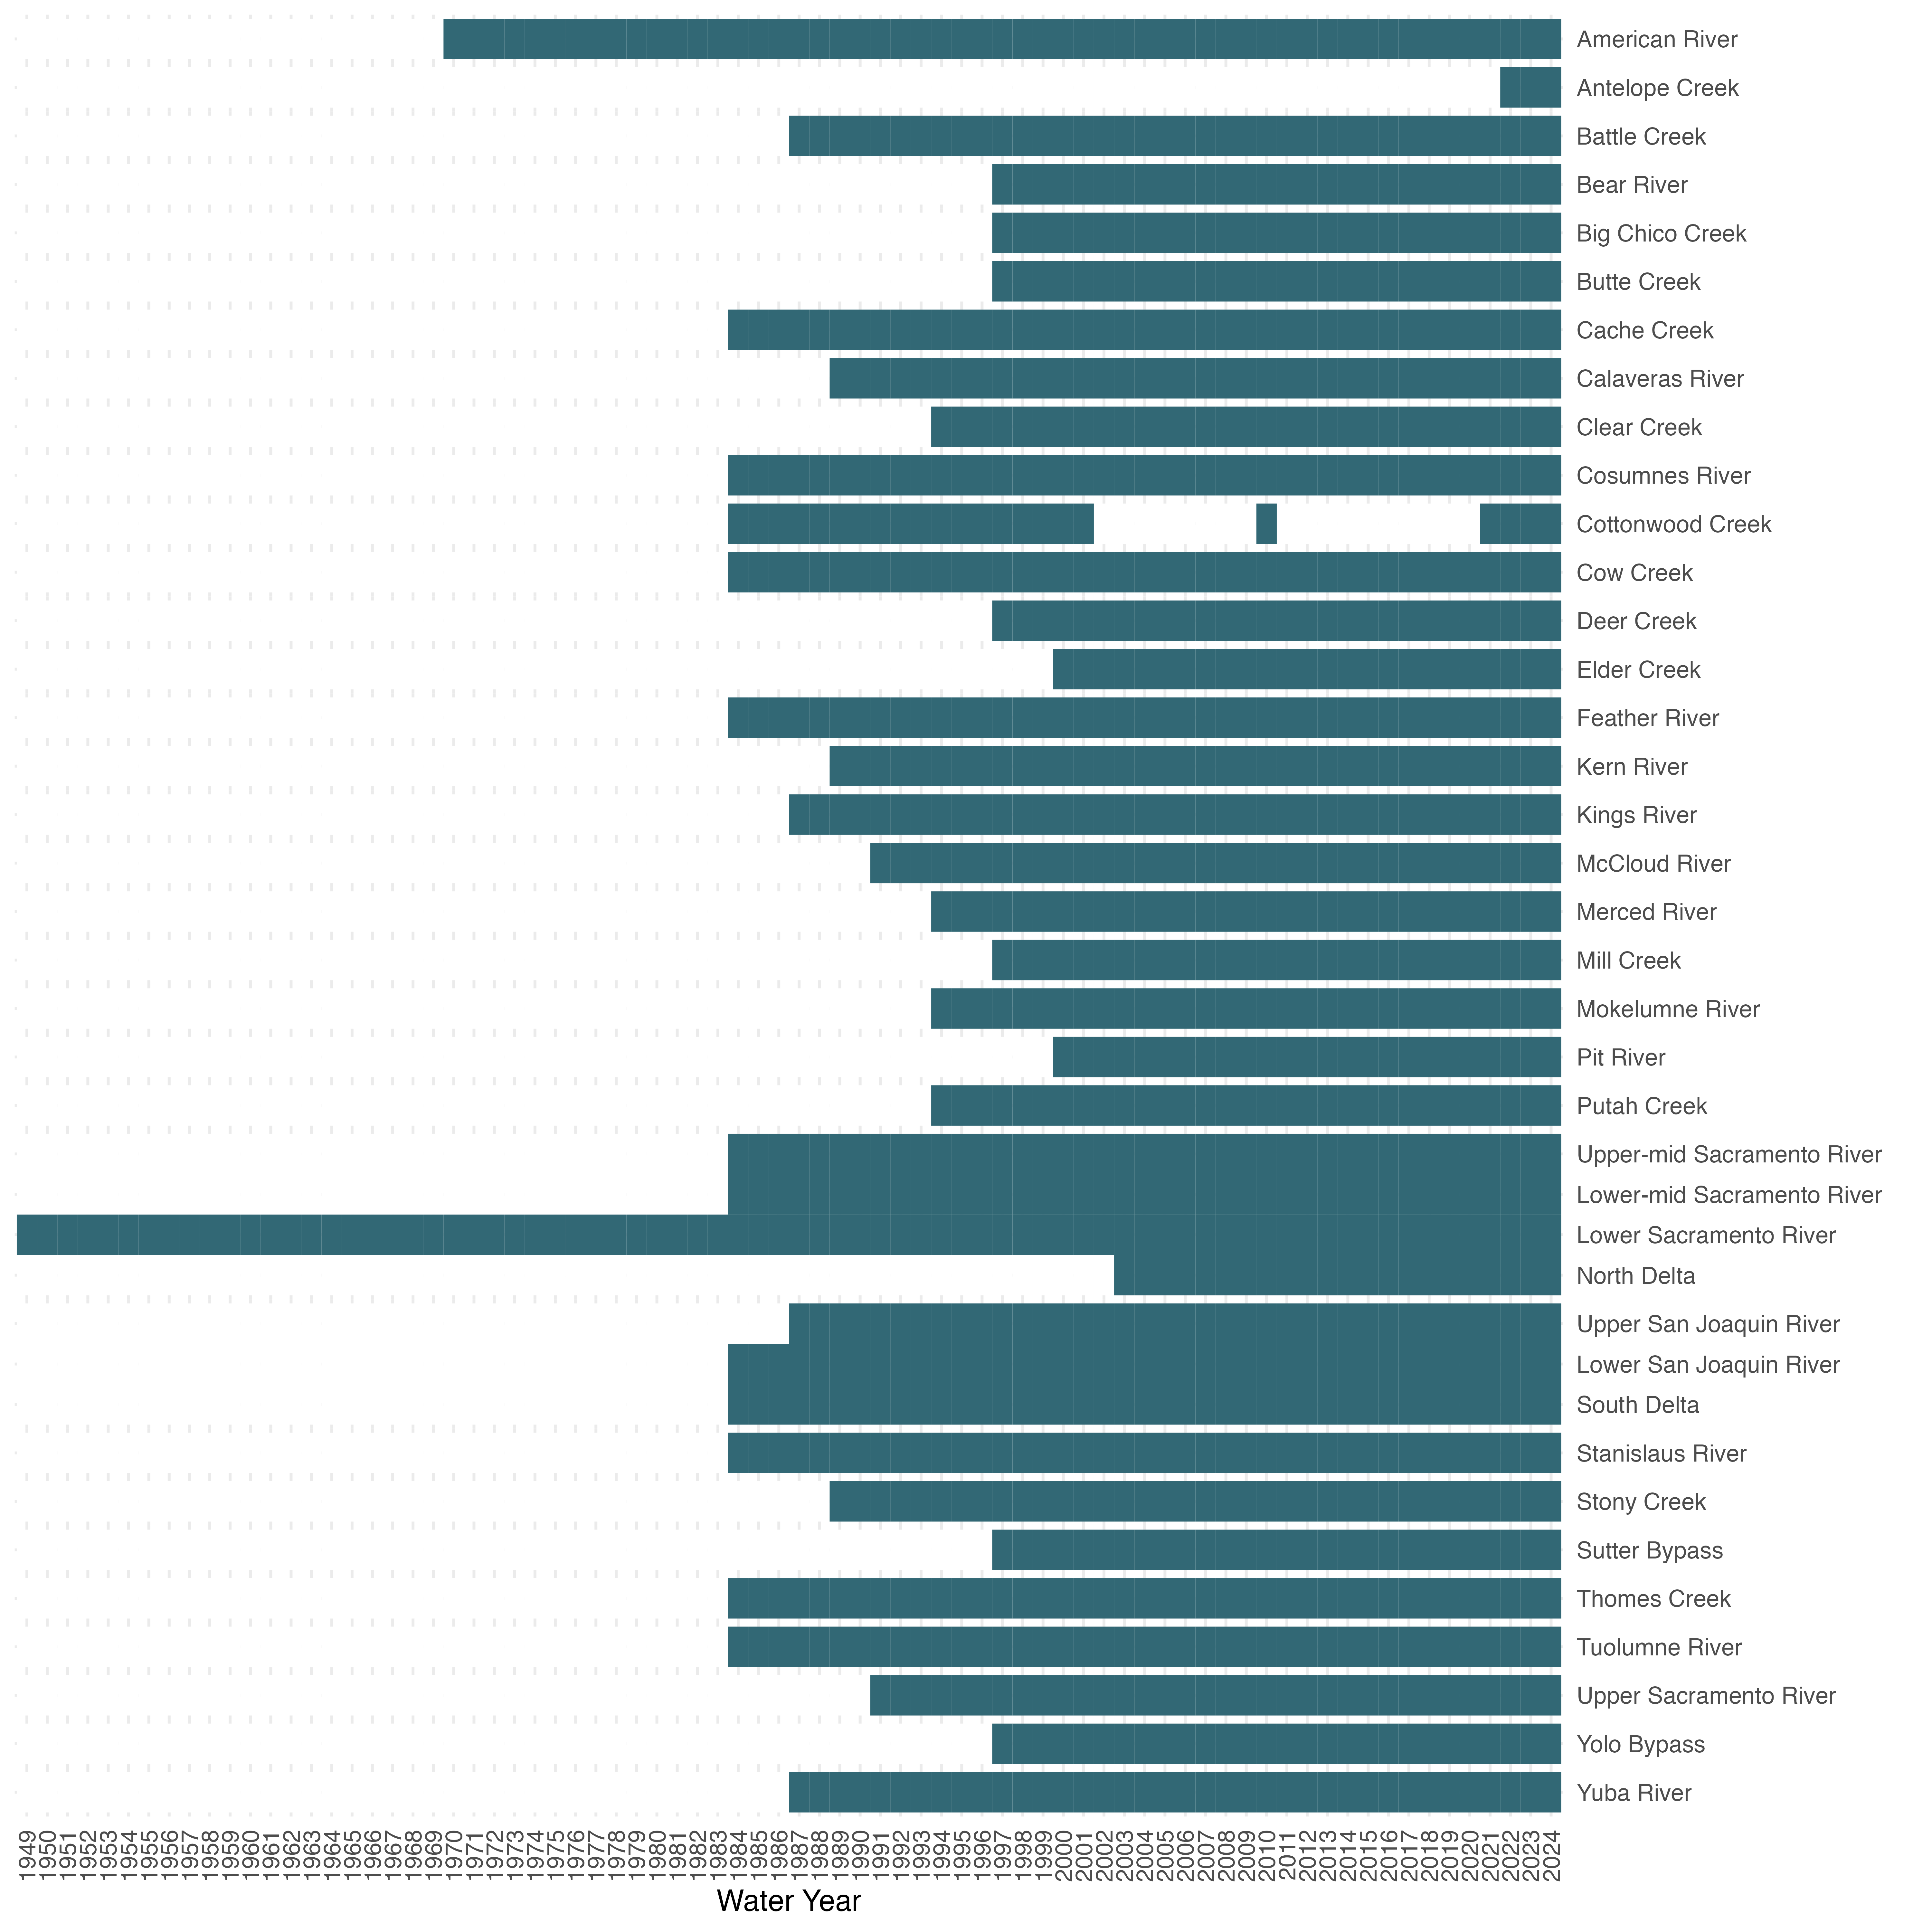 American River
Antelope Creek
Battle Creek
Bear River
Big Chico Creek
Butte Creek
Cache Creek
Calaveras River
Clear Creek
Cosumnes River
Cottonwood Creek
Cow Creek
Deer Creek
Elder Creek
Feather River
Kern River
Kings River
McCloud River
Merced River
Mill Creek
Mokelumne River
Pit River
Putah Creek
Upper-mid Sacramento River
Lower-mid Sacramento River
Lower Sacramento River
North Delta
Upper San Joaquin River
Lower San Joaquin River
South Delta
Stanislaus River
Stony Creek
Sutter Bypass
Thomes Creek
Tuolumne River
Upper Sacramento River
Yolo Bypass
Yuba River
1949
1950
1951
1952
1953
1954
1955
1956
1957
1958
1959
1960
1961
1962
1963
1964
1965
1966
1967
1968
1969
1970
1971
1972
1973
1974
1975
1976
1977
1978
1979
1980
1981
1982
1983
1984
1985
1986
1987
1988
1989
1990
1991
1992
1993
1994
1995
1996
1997
1998
1999
2000
2001
2002
2003
2004
2005
2006
2007
2008
2009
2010
2011
2012
2013
2014
2015
2016
2017
2018
2019
2020
2021
2022
2023
2024
Water Year